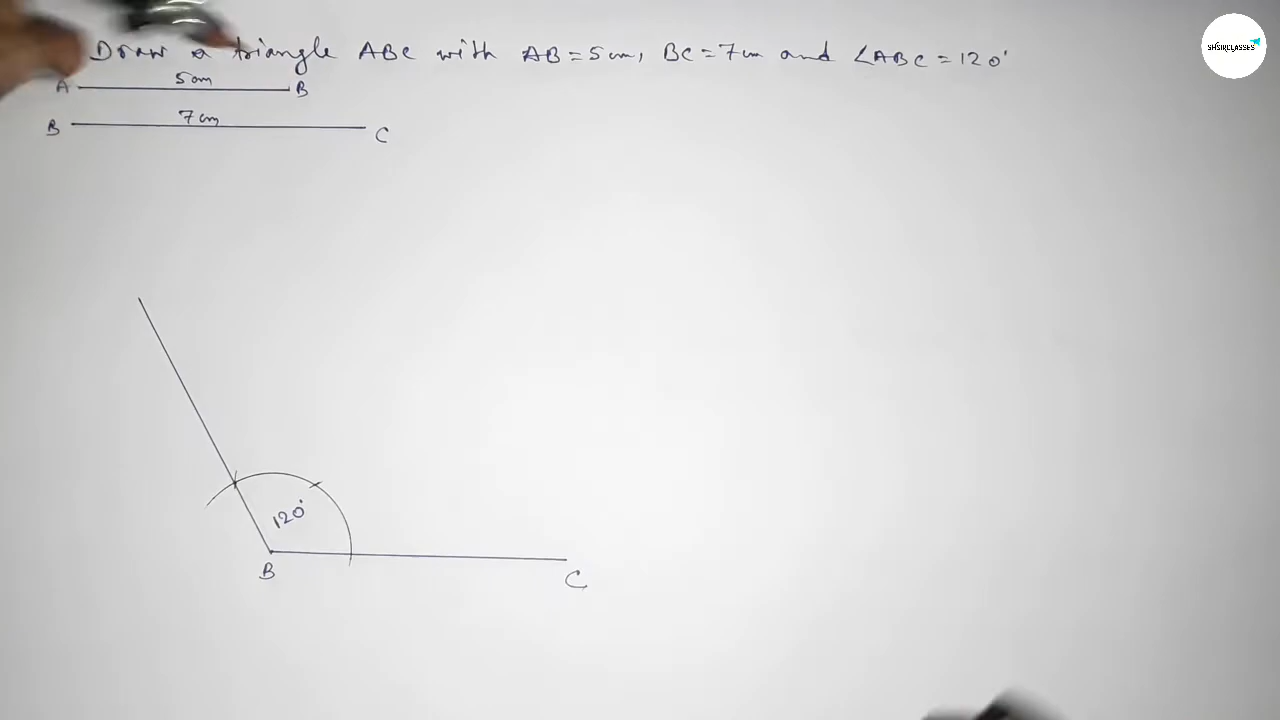 Draw a triangle ABC with AB=5cm, BC=7cm and ∠ABC=120°
A 5cm B
B 7cm C
120°
B C
SHSIRCLASSES